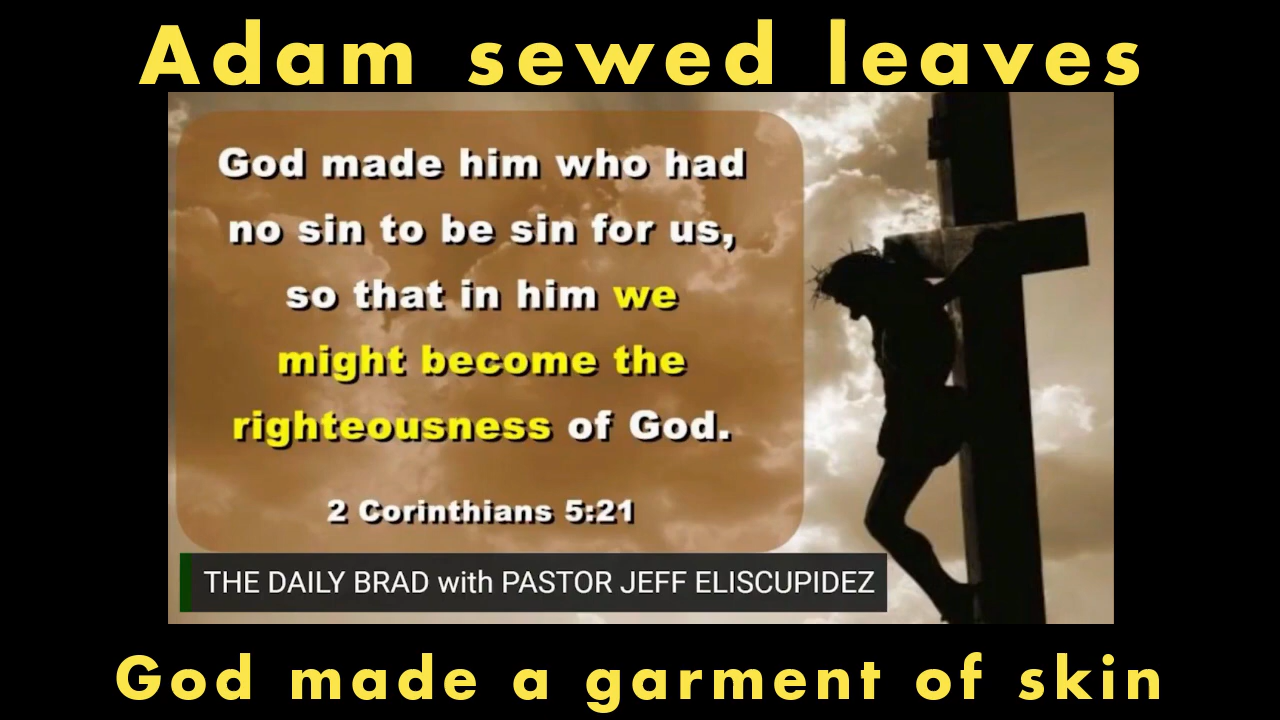 Adam sewed leaves
God made him who had
no sin to be sin for us,
so that in him we
might become the
righteousness of God.
2 Corinthians 5:21
THE DAILY BRAD with PASTOR JEFF ELISCUPIDEZ
God made a garment of skin